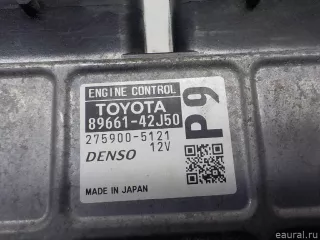 ENGINE CONTROL
TOYOTA
89661-42J50
275900-5121
DENSO 12V
P9
MADE IN JAPAN
eaural.ru